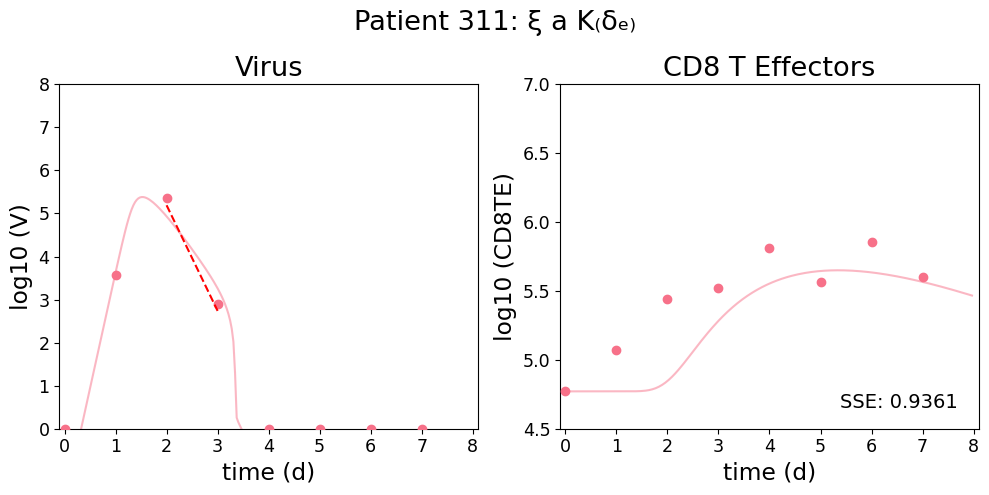 Patient 311: ξ a K₍δₑ₎
Virus
CD8 T Effectors
log10 (V)
8
7
6
5
4
3
2
1
0
0 1 2 3 4 5 6 7 8
time (d)
log10 (CD8TE)
7.0
6.5
6.0
5.5
5.0
4.5
SSE: 0.9361
0 1 2 3 4 5 6 7 8
time (d)